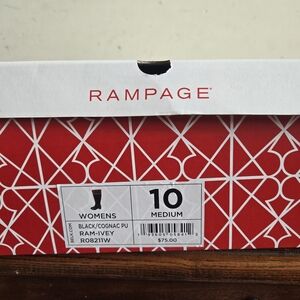 RAMPAGE
WOMENS
BLACK/COGNAC PU
RAM-IVEY
R08211W
10
MEDIUM
$75.00